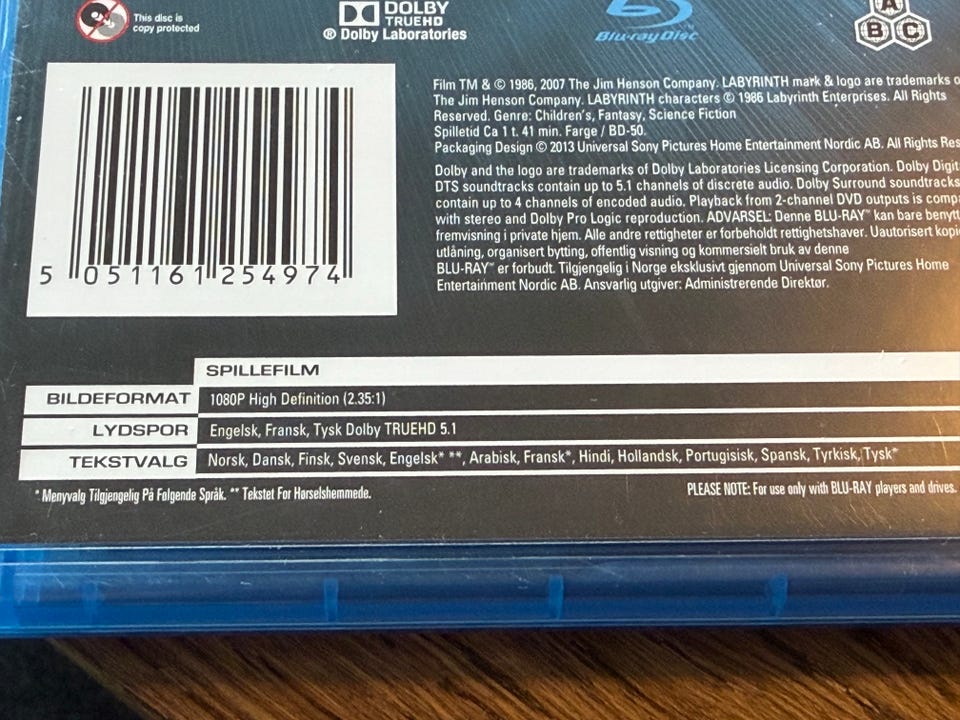 This disc is
copy protected
DOLBY
TRUEHD
® Dolby Laboratories
Blu-ray Disc
A
B C
5 051161 254974
Film TM & © 1986, 2007 The Jim Henson Company. LABYRINTH mark & logo are trademarks
The Jim Henson Company. LABYRINTH characters © 1986 Labyrinth Enterprises. All Rights
Reserved. Genre: Children's, Fantasy, Science Fiction
Spilletid Ca 1 t. 41 min. Farge / BD-50.
Packaging Design © 2013 Universal Sony Pictures Home Entertainment Nordic AB. All Rights
Dolby and the logo are trademarks of Dolby Laboratories Licensing Corporation. Dolby
DTS soundtracks contain up to 5.1 channels of discrete audio. Dolby Surround soundtracks
contain up to 4 channels of encoded audio. Playback from 2-channel DVD outputs is
with stereo and Dolby Pro Logic reproduction. ADVARSEL: Denne BLU-RAY™ kan bare
fremvisning i private hjem. Alle andre rettigheter er forbeholdt rettighetshaver. Uautorisert
utlåning, organisert bytting, offentlig visning og kommersielt bruk av denne
BLU-RAY™ er forbudt. Tilgjengelig i Norge eksklusivt gjennom Universal Sony Pictures Home
Entertainment Nordic AB. Ansvarlig utgiver: Administrerende Direktør.
SPILLEFILM
BILDEFORMAT 1080P High Definition (2.35:1)
LYDSPOR Engelsk, Fransk, Tysk Dolby TRUEHD 5.1
TEKSTVALG Norsk, Dansk, Finsk, Svensk, Engelsk* **, Arabisk, Fransk*, Hindi, Hollandsk, Portugisisk, Spansk, Tyrkisk, Tysk*
* Menyvalg Tilgjengelig På Følgende Språk. ** Tekstet For Hørselshemmede.
PLEASE NOTE: For use only with BLU-RAY players and drives.